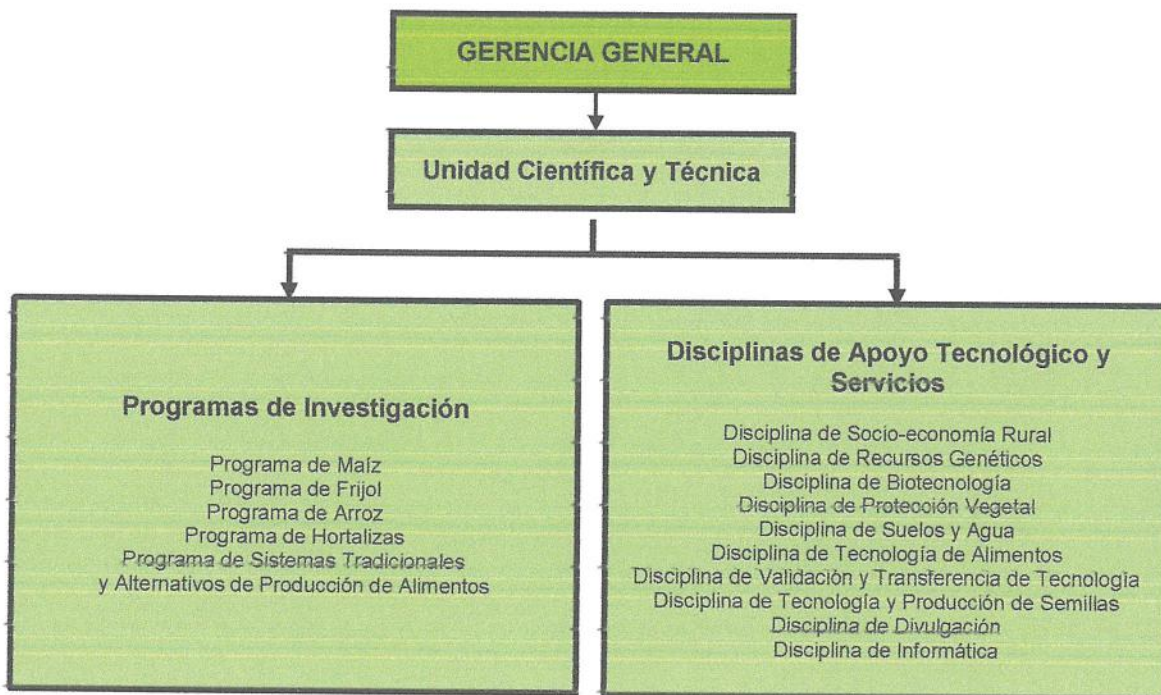 GERENCIA GENERAL
Unidad Científica y Técnica
Programas de Investigación
Programa de Maíz
Programa de Frijol
Programa de Arroz
Programa de Hortalizas
Programa de Sistemas Tradicionales
y Alternativos de Producción de Alimentos
Disciplinas de Apoyo Tecnológico y
Servicios
Disciplina de Socio-economía Rural
Disciplina de Recursos Genéticos
Disciplina de Biotecnología
Disciplina de Protección Vegetal
Disciplina de Suelos y Agua
Disciplina de Tecnología de Alimentos
Disciplina de Validación y Transferencia de Tecnología
Disciplina de Tecnología y Producción de Semillas
Disciplina de Divulgación
Disciplina de Informática